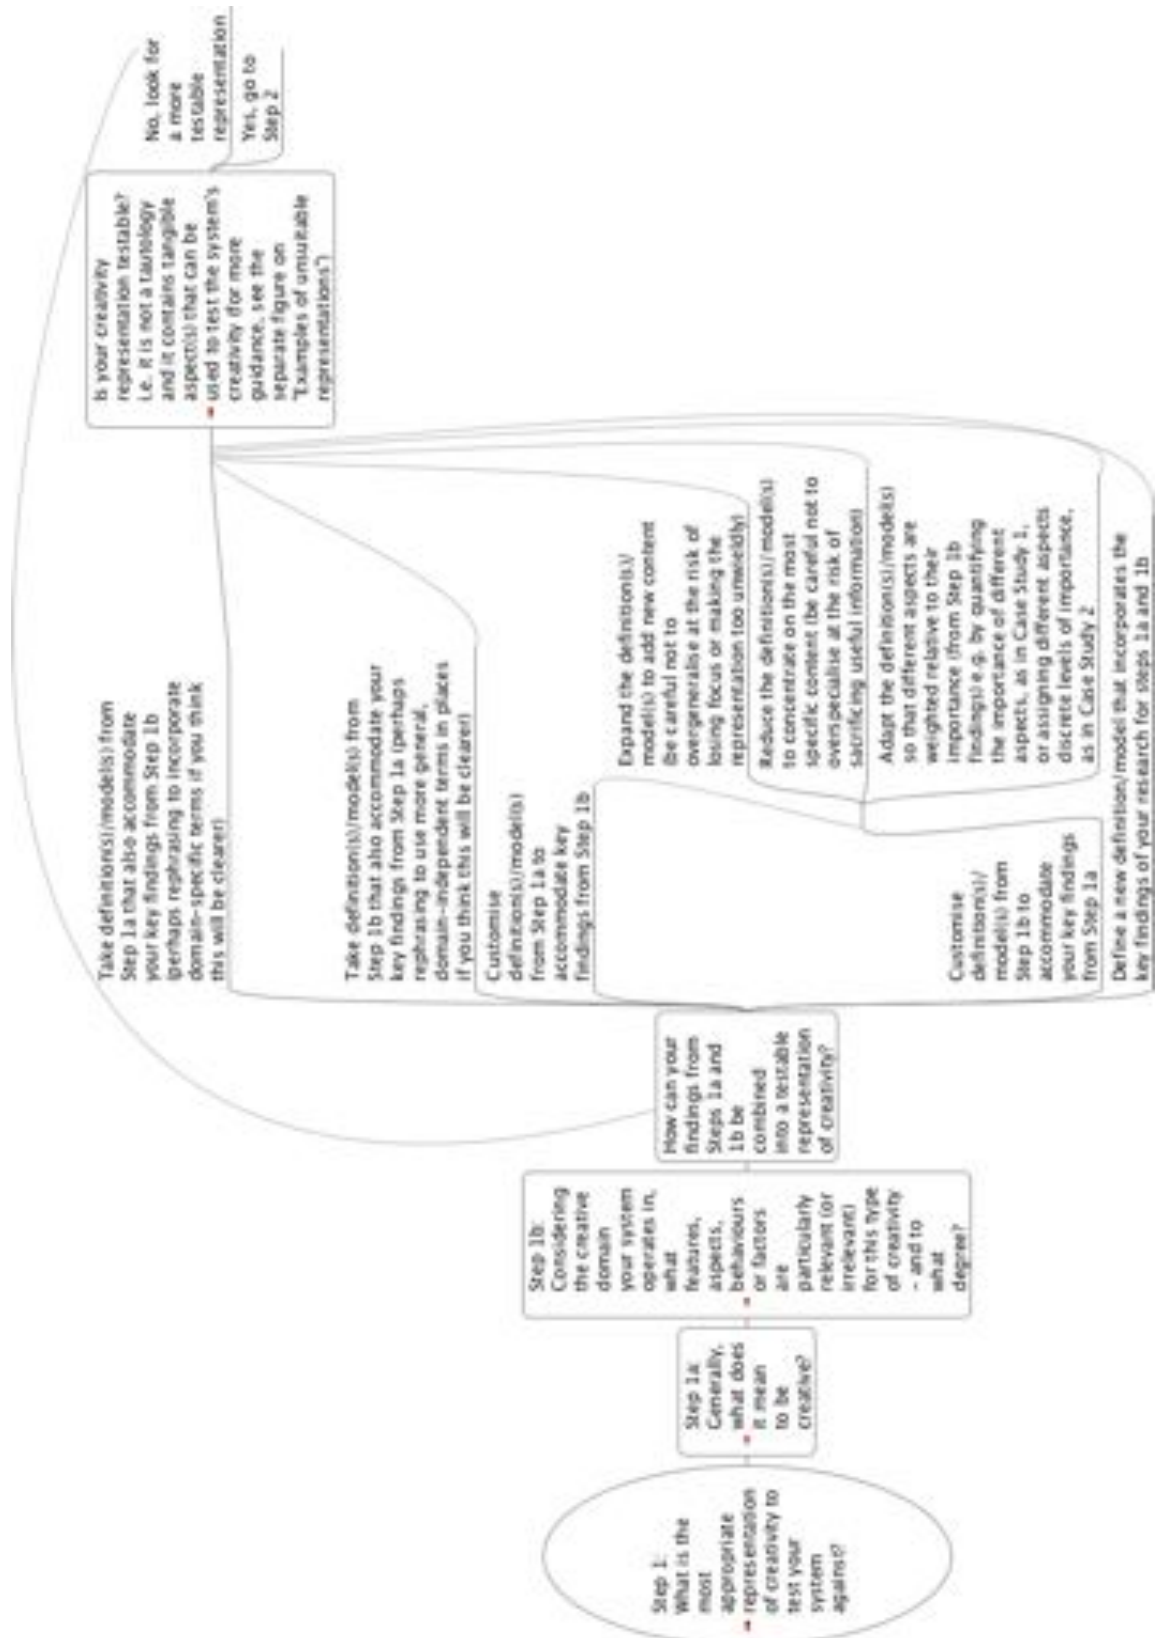 Step 1:
What is the
most
appropriate
representation
of creativity to
test your
system
against?
Step 1a:
Generally,
what does
it mean
to be
creative?
Step 1b:
Considering
the creative
domain
your system
operates in,
what
features,
aspects,
behaviours
or factors
are
particularly
relevant (or
irrelevant)
for this type
of creativity
- and to
what
degree?
How can your
findings from
Steps 1a and
1b be
combined
into a testable
representation
of creativity?
Take definition(s)/model(s) from
Step 1a that also accommodate
your key findings from Step 1b
(perhaps rephrasing to incorporate
domain-specific terms if you think
this will be clearer)
Take definition(s)/model(s) from
Step 1b that also accommodate your
key findings from Step 1a (perhaps
rephrasing to use more general,
domain-independent terms in places
if you think this will be clearer)
Customise
definition(s)/model(s)
from Step 1a to
accommodate key
findings from Step 1b
Customise
definition(s)/
model(s) from
Step 1b to
accommodate
your key findings
from Step 1a
Expand the definition(s)/
model(s) to add new content
(be careful not to
overgeneralise at the risk of
losing focus or making the
representation too unwieldly)
Reduce the definition(s)/model(s)
to concentrate on the most
specific content (be careful not to
overspecialise at the risk of
sacrificing useful information)
Adapt the definition(s)/model(s)
so that different aspects are
weighted relative to their
importance (from Step 1b
findings) e.g. by quantifying
the importance of different
aspects, as in Case Study 1,
or assigning different aspects
discrete levels of importance,
as in Case Study 2
Define a new definition/model that incorporates the
key findings of your research for steps 1a and 1b
Is your creativity
representation testable?
i.e. it is not a tautology
and it contains tangible
aspect(s) that can be
used to test the system's
creativity (for more
guidance, see the
separate figure on
"Examples of unsuitable
representations")
No, look for
a more
testable
representation
Yes, go to
Step 2